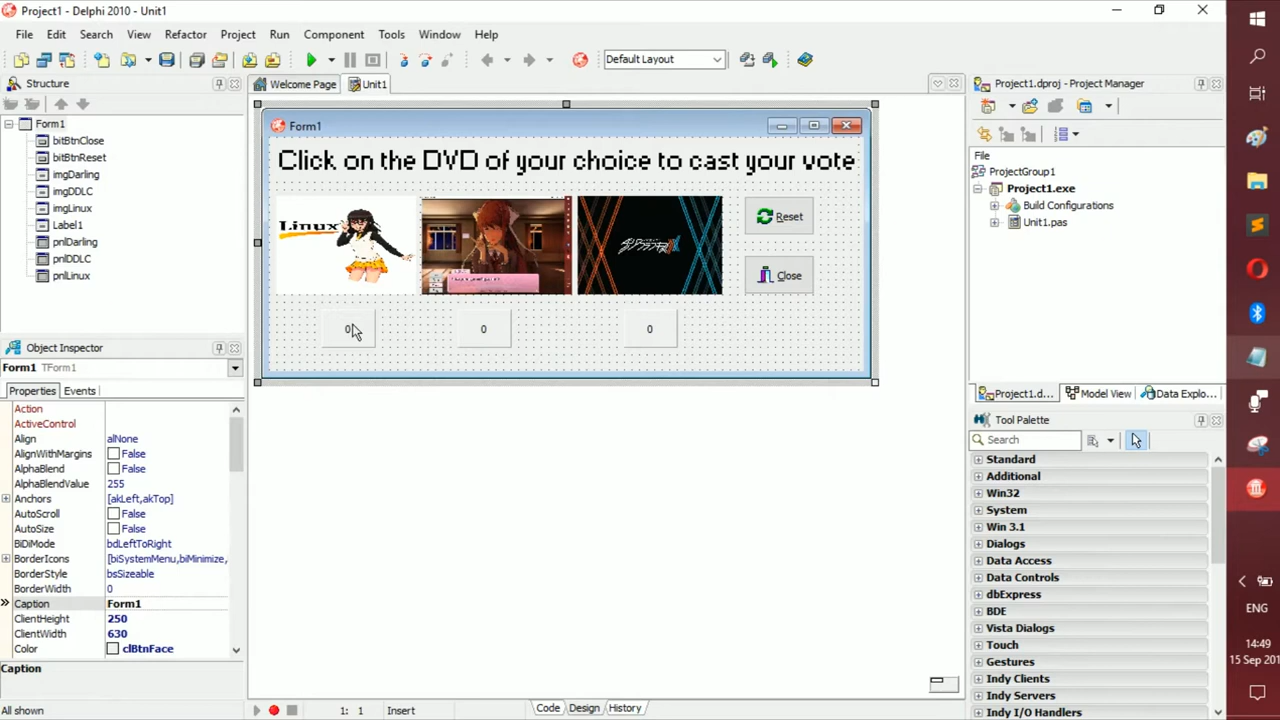 Project1 - Delphi 2010 - Unit1
File Edit Search View Refactor Project Run Component Tools Window Help
Default Layout
Structure
Form1
bitBtnClose
bitBtnReset
imgDarling
imgDDLC
imgLinux
Label1
pnlDarling
pnlDDLC
pnlLinux
Object Inspector
Form1 TForm1
Properties Events
Action
ActiveControl
Align alNone
AlignWithMargins False
AlphaBlend False
AlphaBlendValue 255
Anchors [akLeft,akTop]
AutoScroll False
AutoSize False
BiDiMode bdLeftToRight
BorderIcons [biSystemMenu,biMinimize,
BorderStyle bsSizeable
BorderWidth 0
Caption Form1
ClientHeight 250
ClientWidth 630
Color clBtnFace
Caption
All shown
Welcome Page Unit1
Form1
Click on the DVD of your choice to cast your vote
Linux
Reset
Close
0 0 0
1: 1 Insert
Code Design History
Project1.dproj - Project Manager
File
ProjectGroup1
Project1.exe
Build Configurations
Unit1.pas
Project1.d... Model View Data Explo...
Tool Palette
Search
Standard
Additional
Win32
System
Win 3.1
Dialogs
Data Access
Data Controls
dbExpress
BDE
Vista Dialogs
Touch
Gestures
Indy Clients
Indy Servers
Indy I/O Handlers
ENG
14:49
15 Sep 201